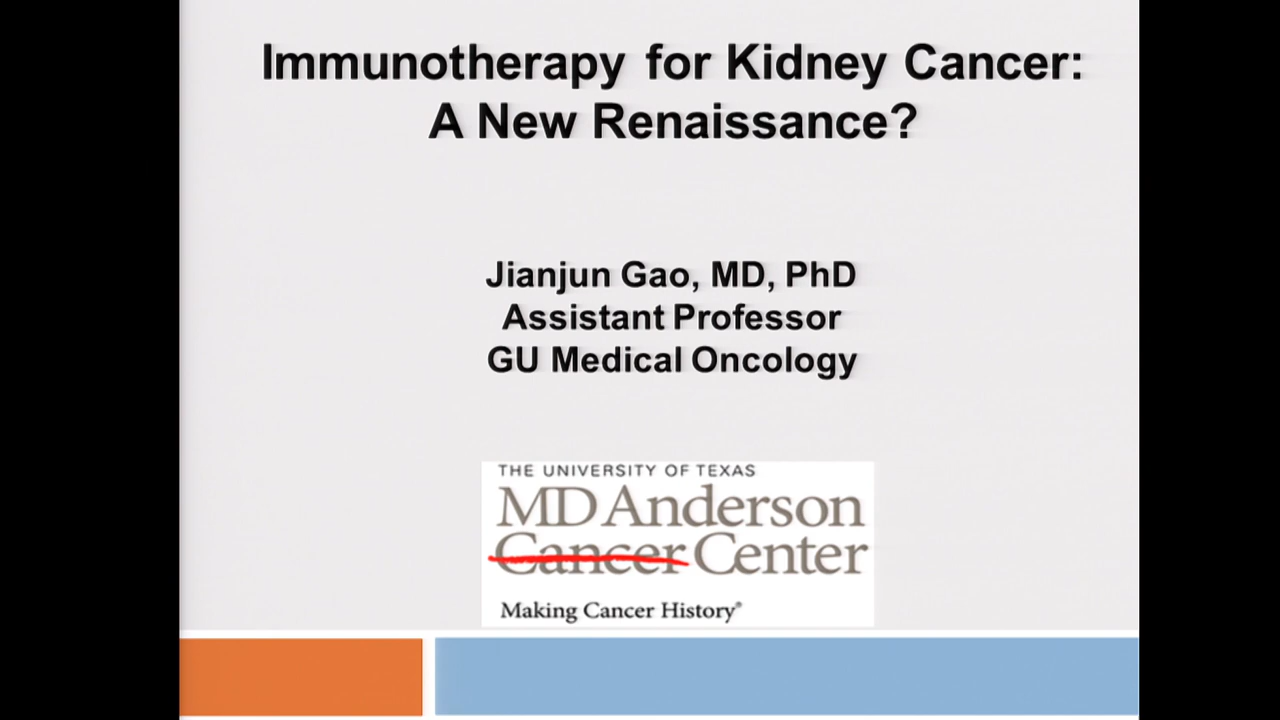 Immunotherapy for Kidney Cancer:
A New Renaissance?
Jianjun Gao, MD, PhD
Assistant Professor
GU Medical Oncology
THE UNIVERSITY OF TEXAS
MD Anderson
Cancer Center
Making Cancer History®